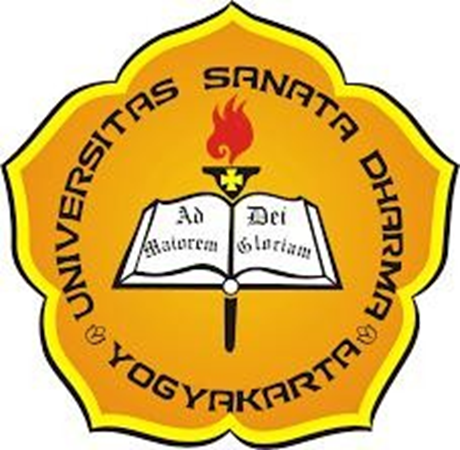 UNIVERSITAS SANATA DHARMA
Ad Dei
Maiorem Gloriam
YOGYAKARTA